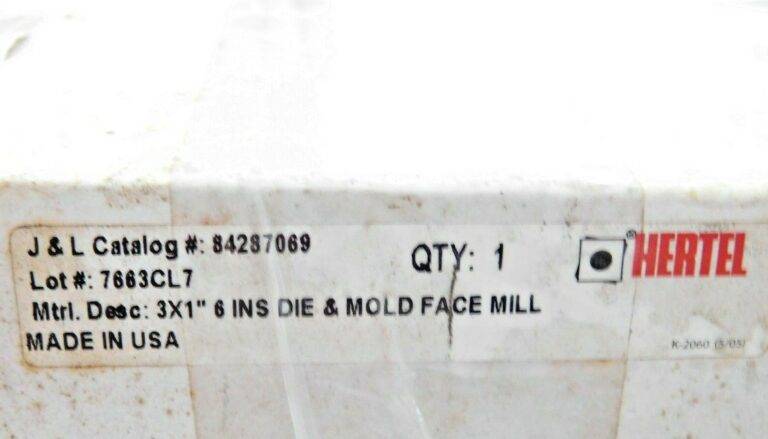 J & L Catalog #: 84287069
QTY: 1
® HERTEL
Lot #: 7663CL7
Mtrl. Desc: 3X1" 6 INS DIE & MOLD FACE MILL
MADE IN USA
K-2060 (5/05)